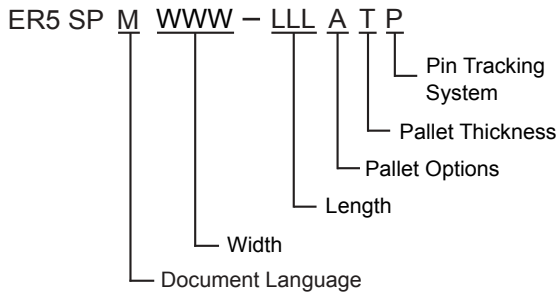 ER5 SP M WWW – LLL A T P
Pin Tracking
System
Pallet Thickness
Pallet Options
Length
Width
Document Language